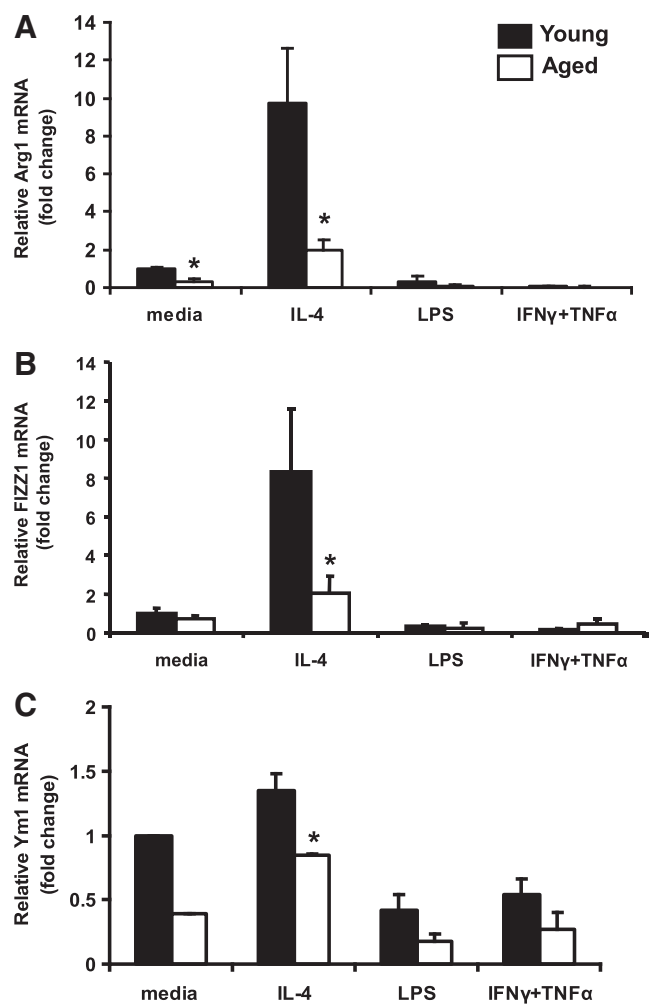 A
Relative Arg1 mRNA
(fold change)
14
12
10
8
6
4
2
0
Young
Aged
*
*
media IL-4 LPS IFNγ+TNFα
B
Relative FIZZ1 mRNA
(fold change)
14
12
10
8
6
4
2
0
*
media IL-4 LPS IFNγ+TNFα
C
Relative Ym1 mRNA
(fold change)
2
1.5
1
0.5
0
*
media IL-4 LPS IFNγ+TNFα